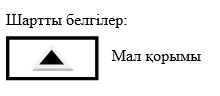 Шартты белгілер:
Мал қорымы